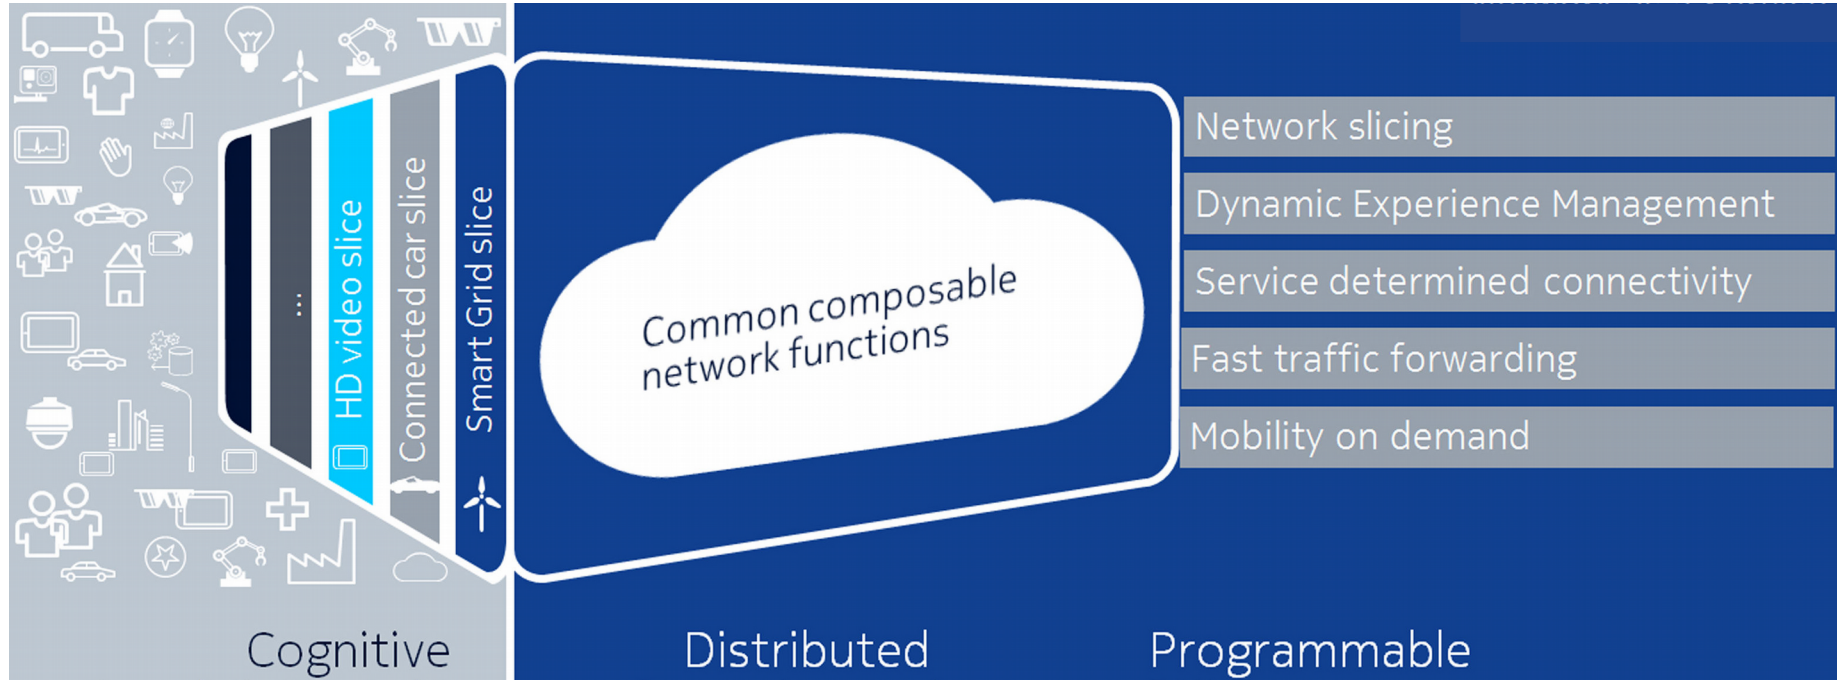 ...
HD video slice
Connected car slice
Smart Grid slice
Common composable
network functions
Network slicing
Dynamic Experience Management
Service determined connectivity
Fast traffic forwarding
Mobility on demand
Cognitive
Distributed
Programmable